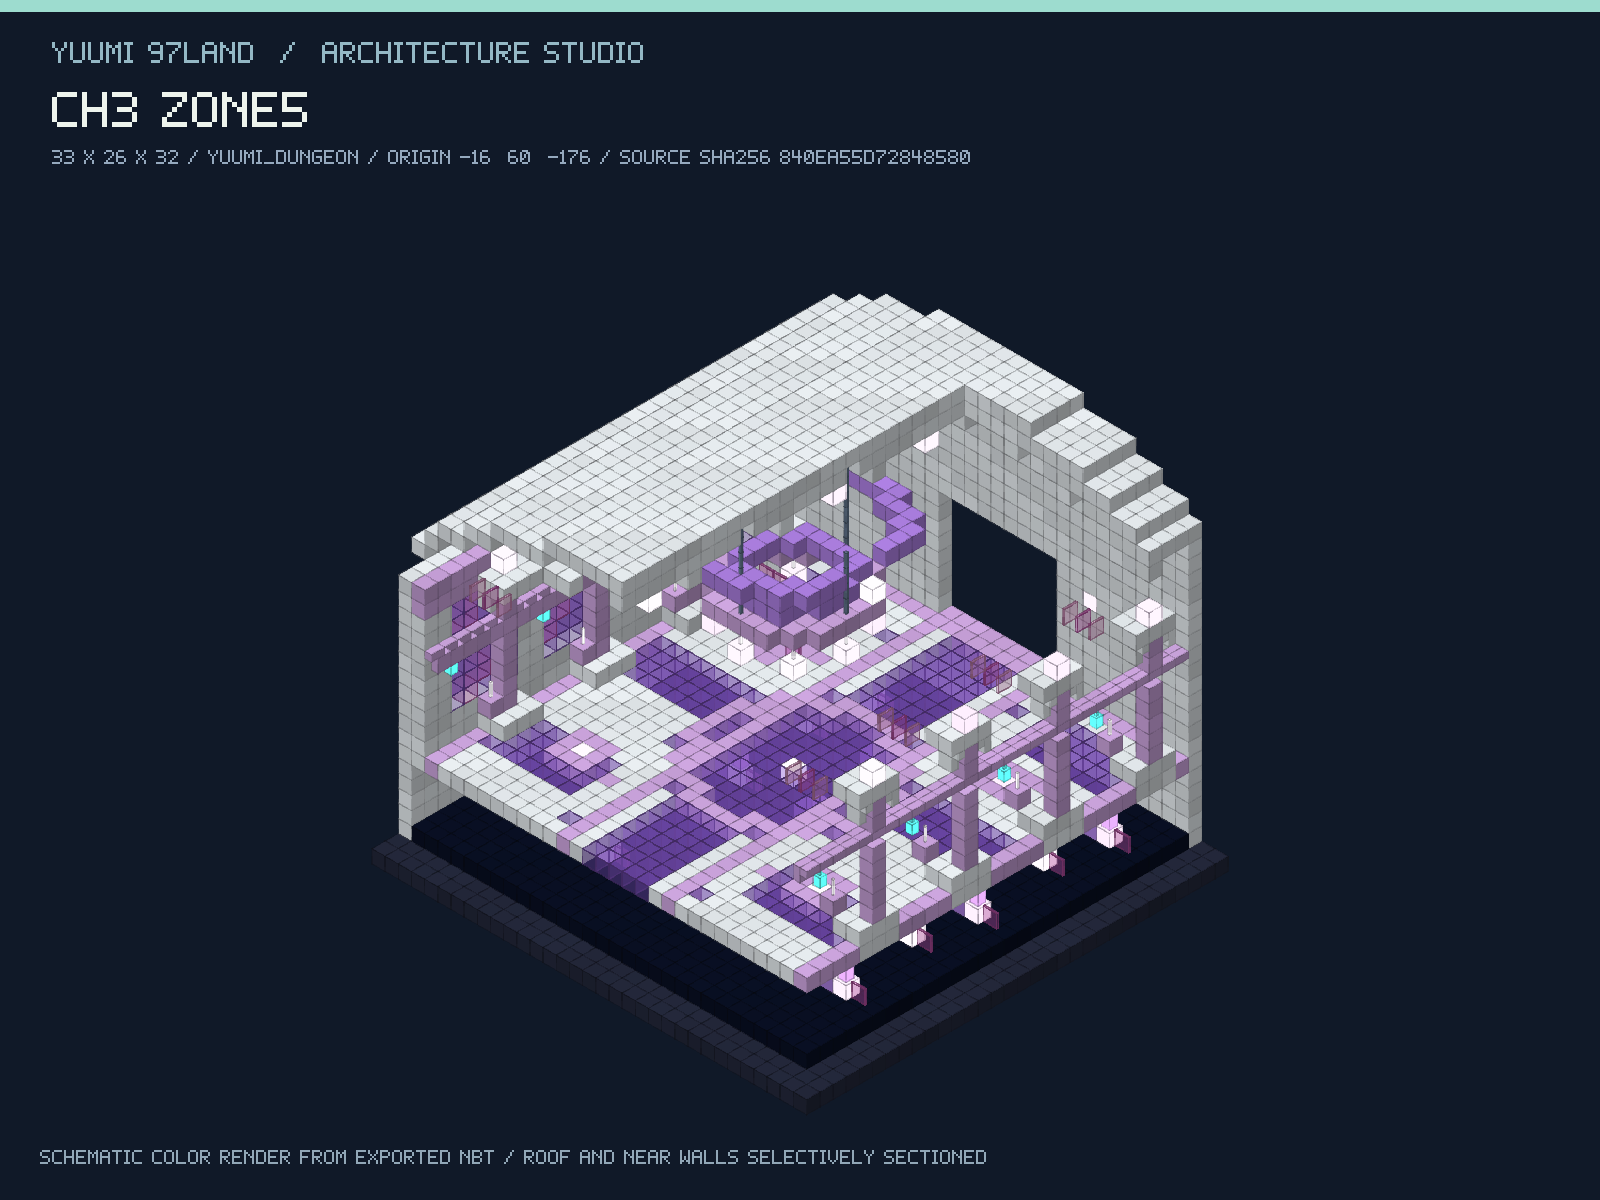 YUUMI 97LAND / ARCHITECTURE STUDIO
CH3 ZONES
33 X 26 X 32 / YUUMI_DUNGEON / ORIGIN -16 60 -176 / SOURCE SHA256 840EA55D72848580
SCHEMATIC COLOR RENDER FROM EXPORTED NBT / ROOF AND NEAR WALLS SELECTIVELY SECTIONED